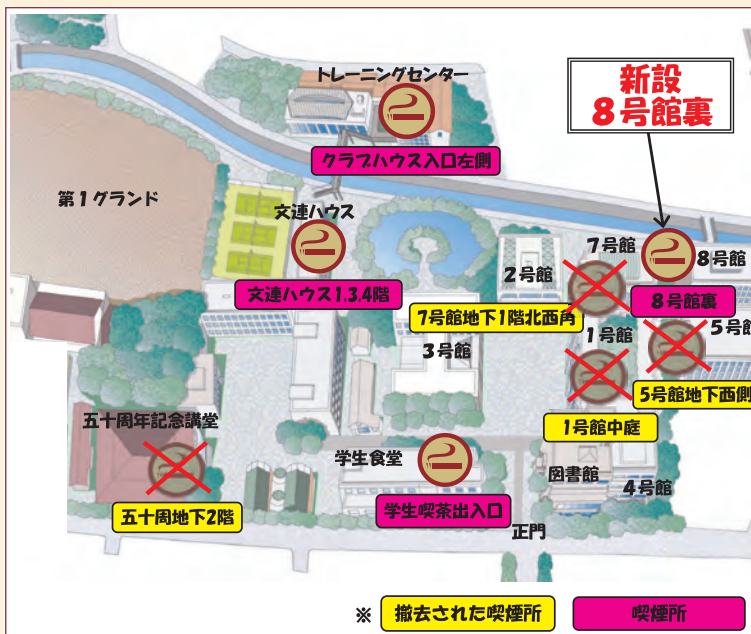 新設
8号館裏
トレーニングセンター
クラブハウス入口左側
第1グランド
文連ハウス
文連ハウス1.3.4階
2号館
7号館
8号館
8号館裏
7号館地下1階北西角
3号館
1号館
5号館
5号館地下西側
1号館中庭
五十周年記念講堂
五十周地下2階
学生食堂
学生喫茶出入口
図書館
4号館
正門
※ 撤去された喫煙所 喫煙所